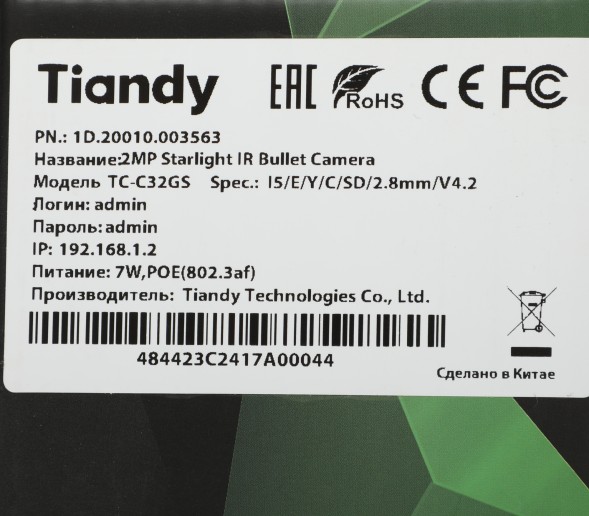 Tiandy EAC RoHS CE FC
PN.: 1D.20010.003563
Название:2MP Starlight IR Bullet Camera
Модель TC-C32GS Spec.: I5/E/Y/C/SD/2.8mm/V4.2
Логин: admin
Пароль: admin
IP: 192.168.1.2
Питание: 7W,POE(802.3af)
Производитель: Tiandy Technologies Co., Ltd.
484423C2417A00044
Сделано в Китае